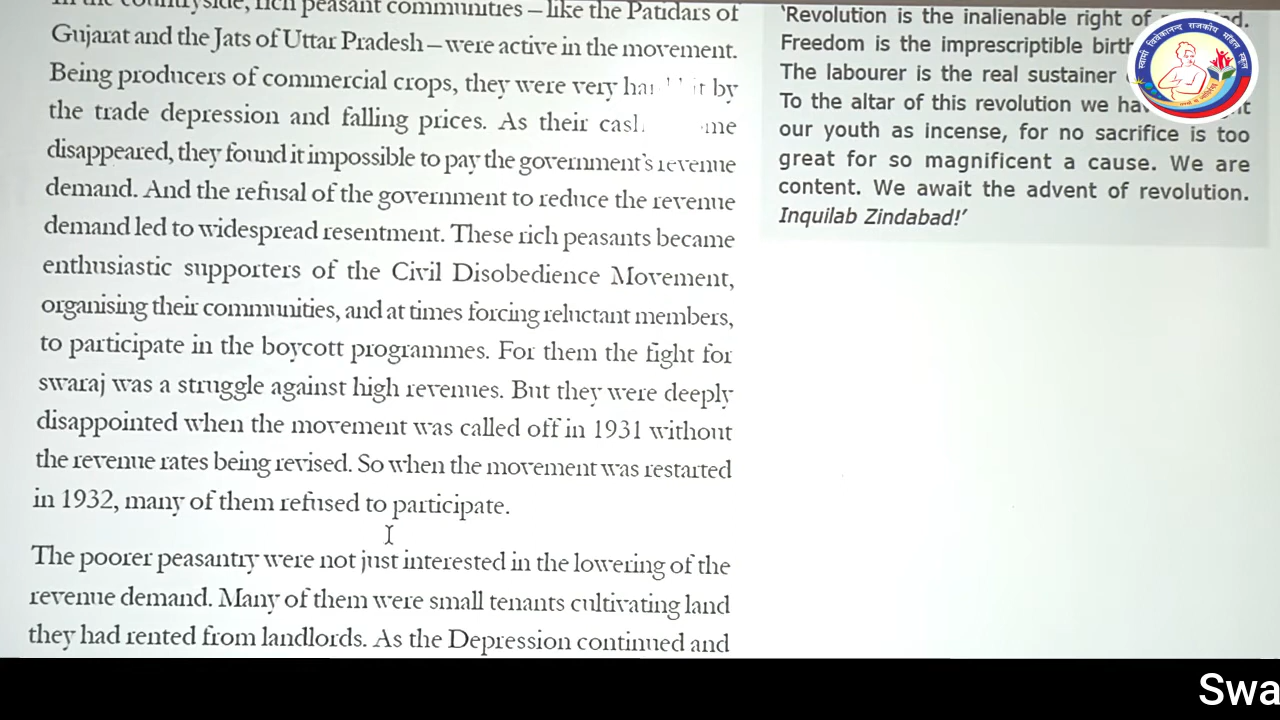 In the countryside, rich peasant communities – like the Patidars of
Gujarat and the Jats of Uttar Pradesh – were active in the movement.
Being producers of commercial crops, they were very by
the trade depression and falling prices. As their
disappeared, they found it impossible to pay the government's revenue
demand. And the refusal of the government to reduce the revenue
demand led to widespread resentment. These rich peasants became
enthusiastic supporters of the Civil Disobedience Movement,
organising their communities, and at times forcing reluctant members,
to participate in the boycott programmes. For them the fight for
swaraj was a struggle against high revenues. But they were deeply
disappointed when the movement was called off in 1931 without
the revenue rates being revised. So when the movement was restarted
in 1932, many of them refused to participate.
The poorer peasantry were not just interested in the lowering of the
revenue demand. Many of them were small tenants cultivating land
they had rented from landlords. As the Depression continued and
'Revolution is the inalienable right of
Freedom is the imprescriptible
The labourer is the real sustainer
To the altar of this revolution we
our youth as incense, for no sacrifice is too
great for so magnificent a cause. We are
content. We await the advent of revolution.
Inquilab Zindabad!'
स्वामी विवेकानन्द राजकीय मॉडल स्कूल
Swa